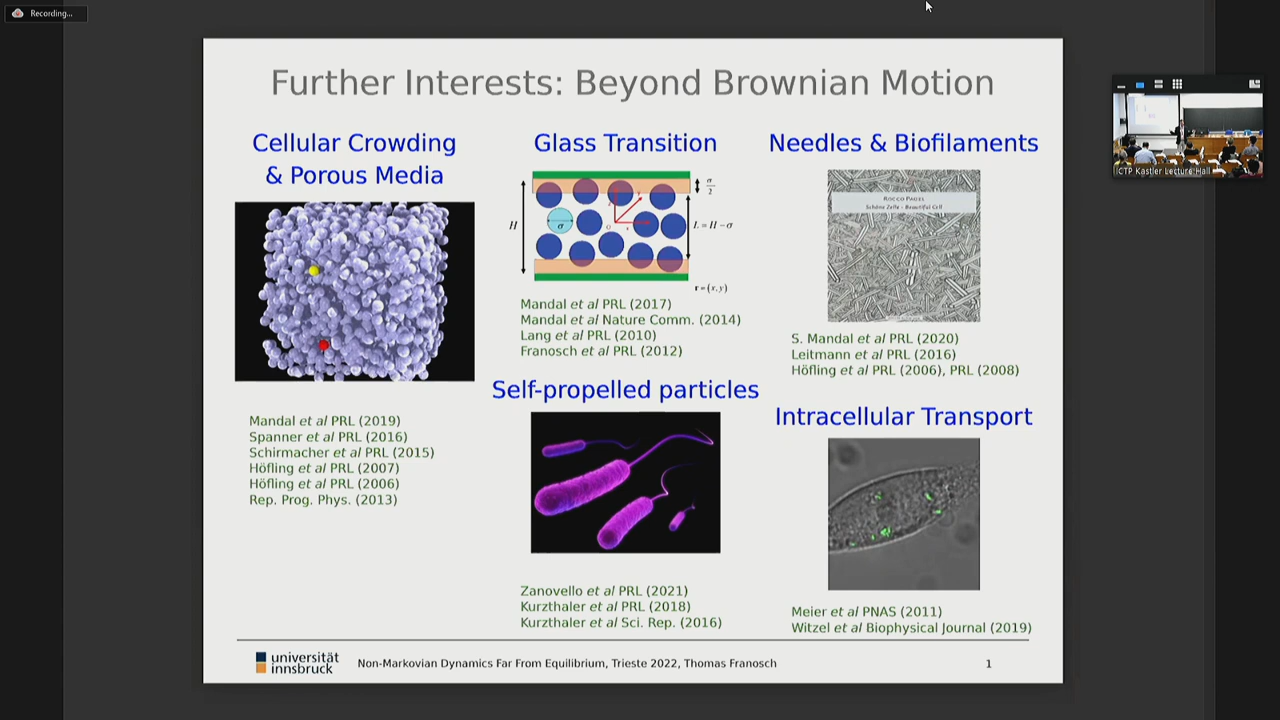 Recording...
Further Interests: Beyond Brownian Motion
Cellular Crowding
& Porous Media
Mandal et al PRL (2019)
Spanner et al PRL (2016)
Schirmacher et al PRL (2015)
Höfling et al PRL (2007)
Höfling et al PRL (2006)
Rep. Prog. Phys. (2013)
Glass Transition
H
σ
σ/2
L = H − σ
r = (x, y)
Mandal et al PRL (2017)
Mandal et al Nature Comm. (2014)
Lang et al PRL (2010)
Franosch et al PRL (2012)
Self-propelled particles
Zanovello et al PRL (2021)
Kurzthaler et al PRL (2018)
Kurzthaler et al Sci. Rep. (2016)
Needles & Biofilaments
Rocco Pagel
Schöne Zelle - Beautiful Cell
S. Mandal et al PRL (2020)
Leitmann et al PRL (2016)
Höfling et al PRL (2006), PRL (2008)
Intracellular Transport
Meier et al PNAS (2011)
Witzel et al Biophysical Journal (2019)
universität
innsbruck
Non-Markovian Dynamics Far From Equilibrium, Trieste 2022, Thomas Franosch
1
ICTP Kastler Lecture Hall